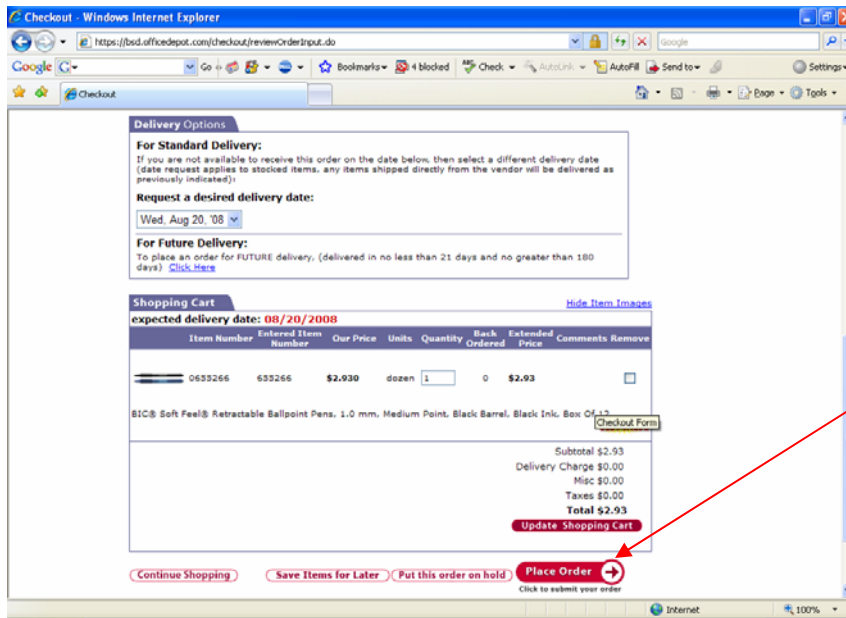 Checkout - Windows Internet Explorer
https://bsd.officedepot.com/checkout/reviewOrderInput.do
Google
Google G Go Bookmarks 4 blocked Check AutoLink AutoFill Send to Settings
Checkout
Page Tools
Delivery Options
For Standard Delivery:
If you are not available to receive this order on the date below, then select a different delivery date
(date request applies to stocked items, any items shipped directly from the vendor will be delivered as
previously indicated):
Request a desired delivery date:
Wed, Aug 20, '08
For Future Delivery:
To place an order for FUTURE delivery, (delivered in no less than 21 days and no greater than 180
days) Click Here
Shopping Cart
Hide Item Images
expected delivery date: 08/20/2008
Item Number Entered Item Number Our Price Units Quantity Back Ordered Extended Price Comments Remove
0655266 655266 $2.930 dozen 1 0 $2.93
BIC® Soft Feel® Retractable Ballpoint Pens, 1.0 mm, Medium Point, Black Barrel, Black Ink, Box Of 12
Checkout Form
Subtotal $2.93
Delivery Charge $0.00
Misc $0.00
Taxes $0.00
Total $2.93
Update Shopping Cart
Continue Shopping
Save Items for Later
Put this order on hold
Place Order
Click to submit your order
Internet
100%